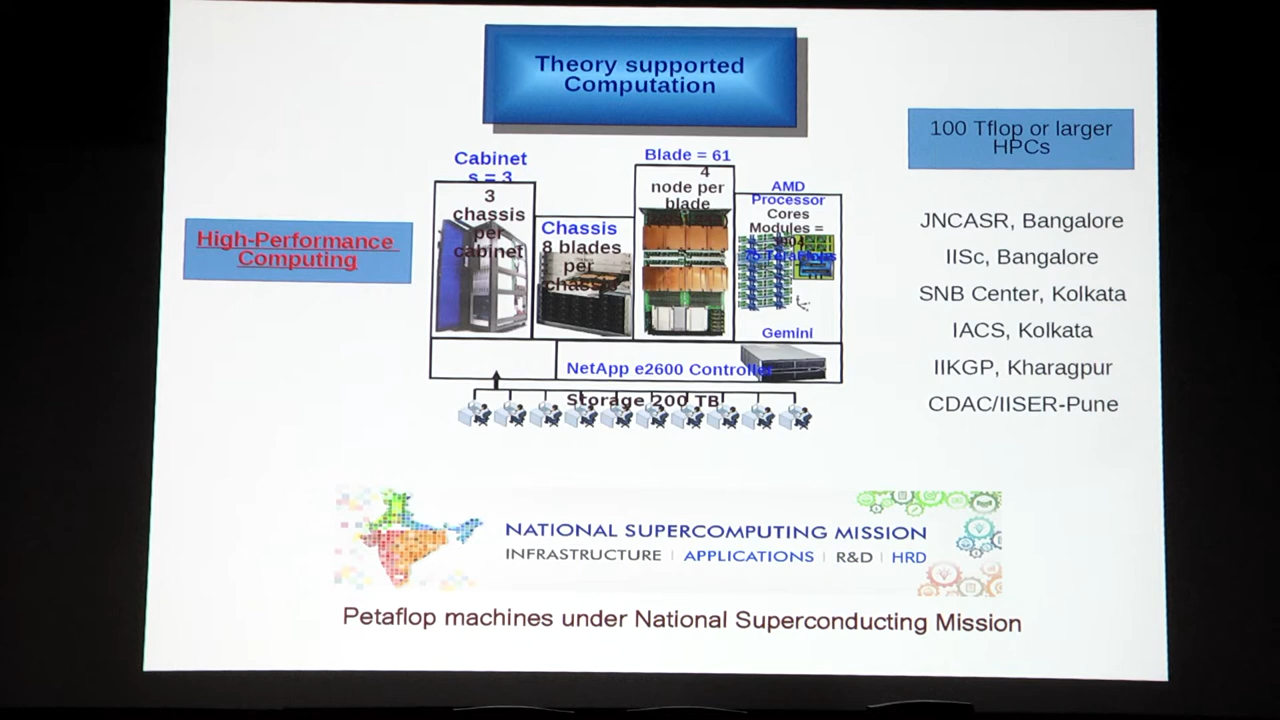 Theory supported
Computation
100 Tflop or larger
HPCs
High-Performance
Computing
Cabinet
s = 3
3
chassis
per
cabinet
Chassis
8 blades
per
chassis
Blade = 61
4
node per
blade
AMD
Processor
Cores
Modules =
Gemini
NetApp e2600 Controller
Storage 200 TB
JNCASR, Bangalore
IISc, Bangalore
SNB Center, Kolkata
IACS, Kolkata
IIKGP, Kharagpur
CDAC/IISER-Pune
NATIONAL SUPERCOMPUTING MISSION
INFRASTRUCTURE | APPLICATIONS | R&D | HRD
Petaflop machines under National Superconducting Mission